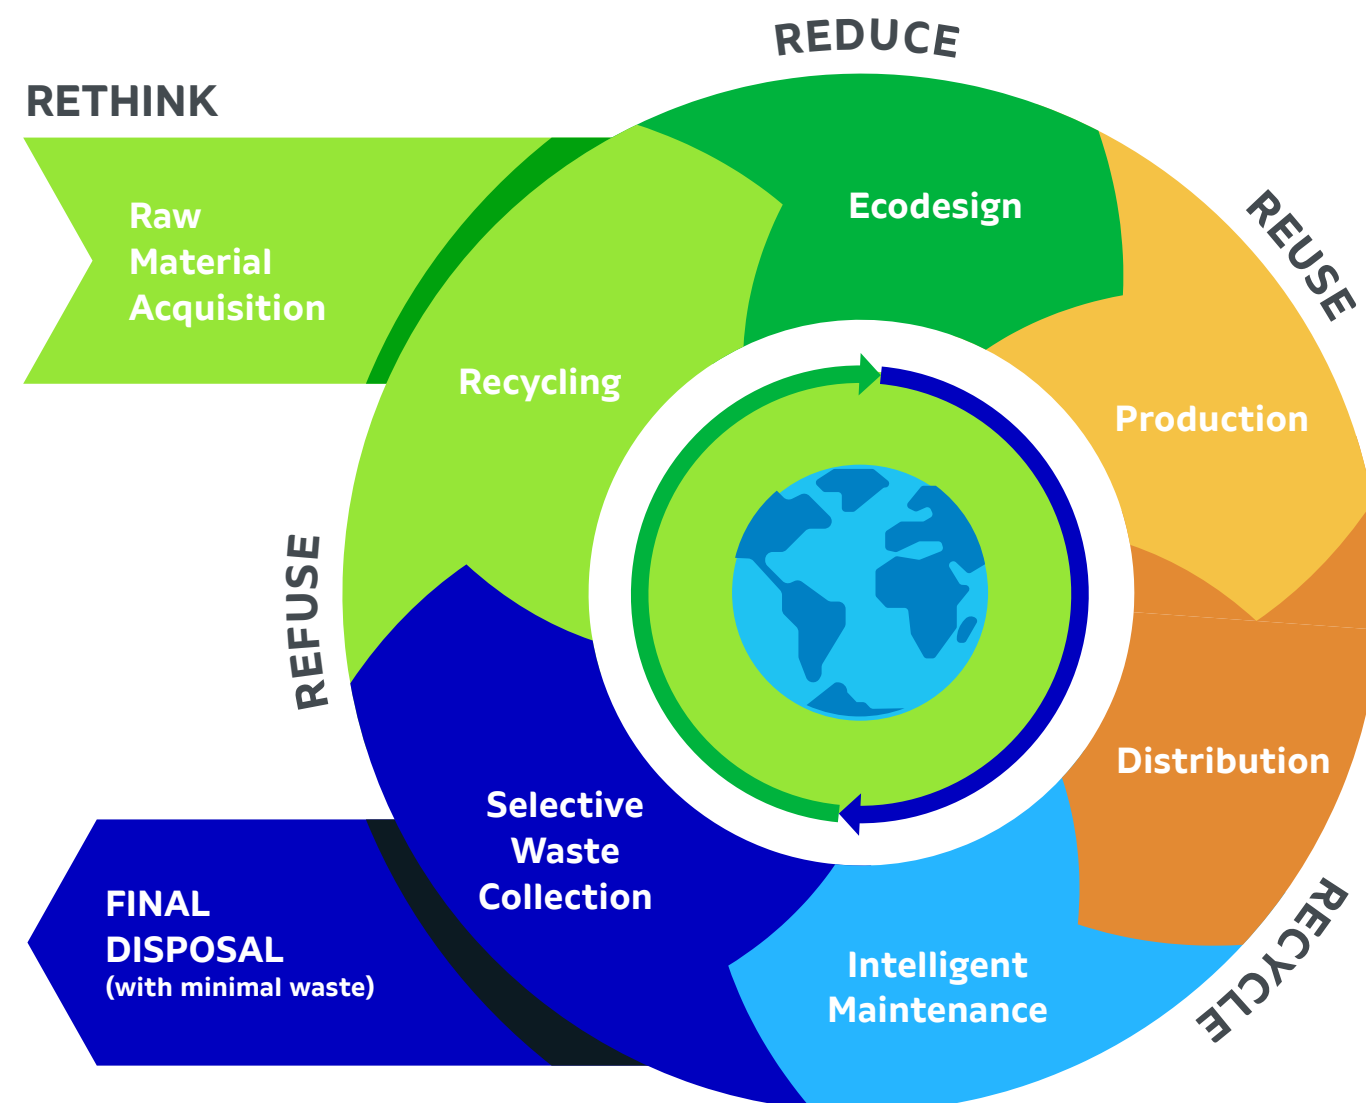 REDUCE
RETHINK
Raw
Material
Acquisition
Ecodesign
REUSE
Recycling
Production
REFUSE
Distribution
Selective
Waste
Collection
FINAL
DISPOSAL
(with minimal waste)
Intelligent
Maintenance
RECYCLE